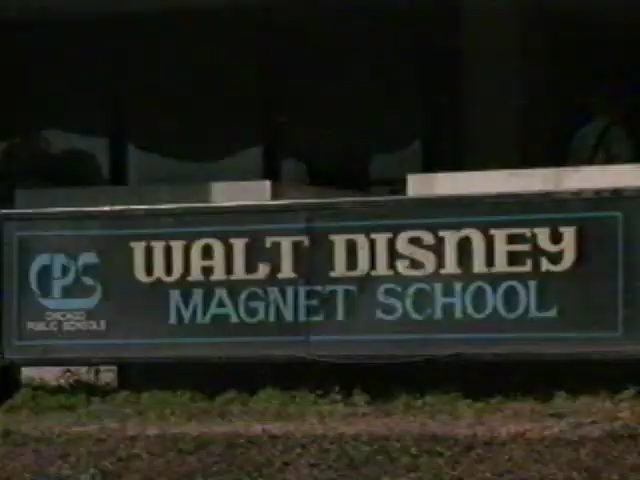 CPS
CHICAGO
PUBLIC SCHOOLS
WALT DISNEY
MAGNET SCHOOL